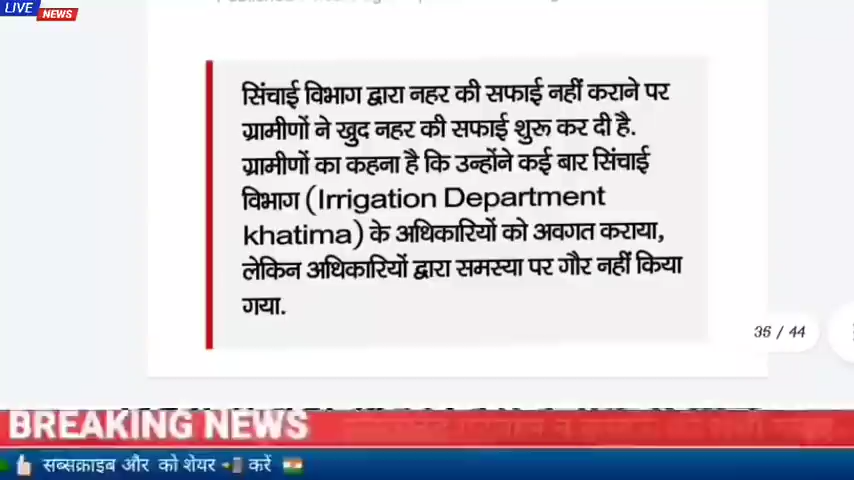 LIVE
NEWS
सिंचाई विभाग द्वारा नहर की सफाई नहीं कराने पर
ग्रामीणों ने खुद नहर की सफाई शुरू कर दी है.
ग्रामीणों का कहना है कि उन्होंने कई बार सिंचाई
विभाग (Irrigation Department
khatima) के अधिकारियों को अवगत कराया,
लेकिन अधिकारियों द्वारा समस्या पर गौर नहीं किया
गया.
36 / 44
BREAKING NEWS
सब्सक्राइब और को शेयर करें